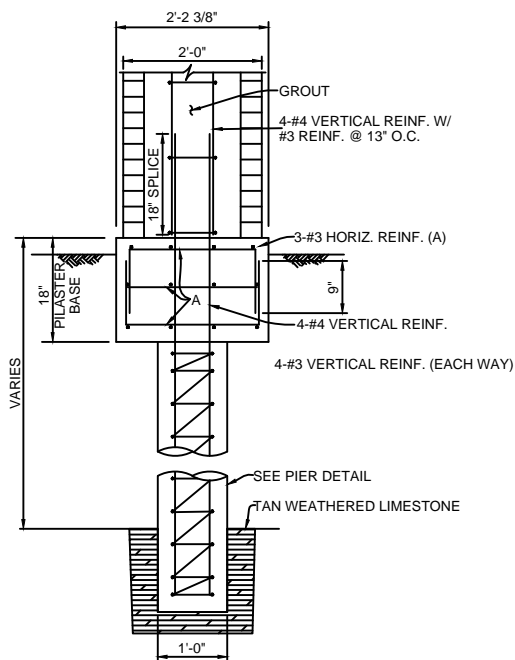 2'-2 3/8"
2'-0"
GROUT
4-#4 VERTICAL REINF. W/
#3 REINF. @ 13" O.C.
18" SPLICE
3-#3 HORIZ. REINF. (A)
18"
PILASTER
BASE
A
9"
4-#4 VERTICAL REINF.
4-#3 VERTICAL REINF. (EACH WAY)
VARIES
SEE PIER DETAIL
TAN WEATHERED LIMESTONE
1'-0"